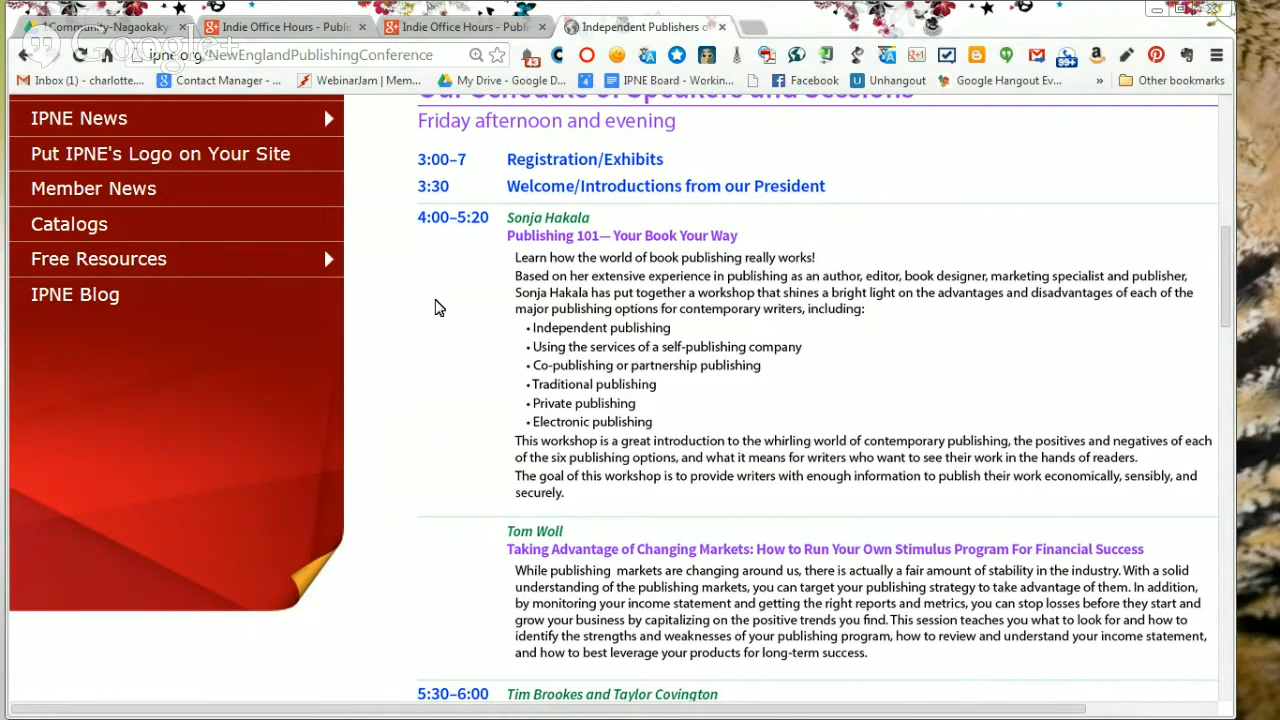 1Community-Nagaokaky
Indie Office Hours - Public
Indie Office Hours - Public
Independent Publishers of
Google+
ipne.org/NewEnglandPublishingConference
23
99+
Inbox (1) - charlotte....
Contact Manager - ...
WebinarJam | Mem...
My Drive - Google D...
IPNE Board - Workin...
Facebook
Unhangout
Google Hangout Ev...
»
Other bookmarks
IPNE News
Put IPNE's Logo on Your Site
Member News
Catalogs
Free Resources
IPNE Blog
Our Schedule of Speakers and Sessions
Friday afternoon and evening
3:00–7 Registration/Exhibits
3:30 Welcome/Introductions from our President
4:00–5:20 Sonja Hakala
Publishing 101— Your Book Your Way
Learn how the world of book publishing really works!
Based on her extensive experience in publishing as an author, editor, book designer, marketing specialist and publisher,
Sonja Hakala has put together a workshop that shines a bright light on the advantages and disadvantages of each of the
major publishing options for contemporary writers, including:
• Independent publishing
• Using the services of a self-publishing company
• Co-publishing or partnership publishing
• Traditional publishing
• Private publishing
• Electronic publishing
This workshop is a great introduction to the whirling world of contemporary publishing, the positives and negatives of each
of the six publishing options, and what it means for writers who want to see their work in the hands of readers.
The goal of this workshop is to provide writers with enough information to publish their work economically, sensibly, and
securely.
Tom Woll
Taking Advantage of Changing Markets: How to Run Your Own Stimulus Program For Financial Success
While publishing markets are changing around us, there is actually a fair amount of stability in the industry. With a solid
understanding of the publishing markets, you can target your publishing strategy to take advantage of them. In addition,
by monitoring your income statement and getting the right reports and metrics, you can stop losses before they start and
grow your business by capitalizing on the positive trends you find. This session teaches you what to look for and how to
identify the strengths and weaknesses of your publishing program, how to review and understand your income statement,
and how to best leverage your products for long-term success.
5:30–6:00 Tim Brookes and Taylor Covington